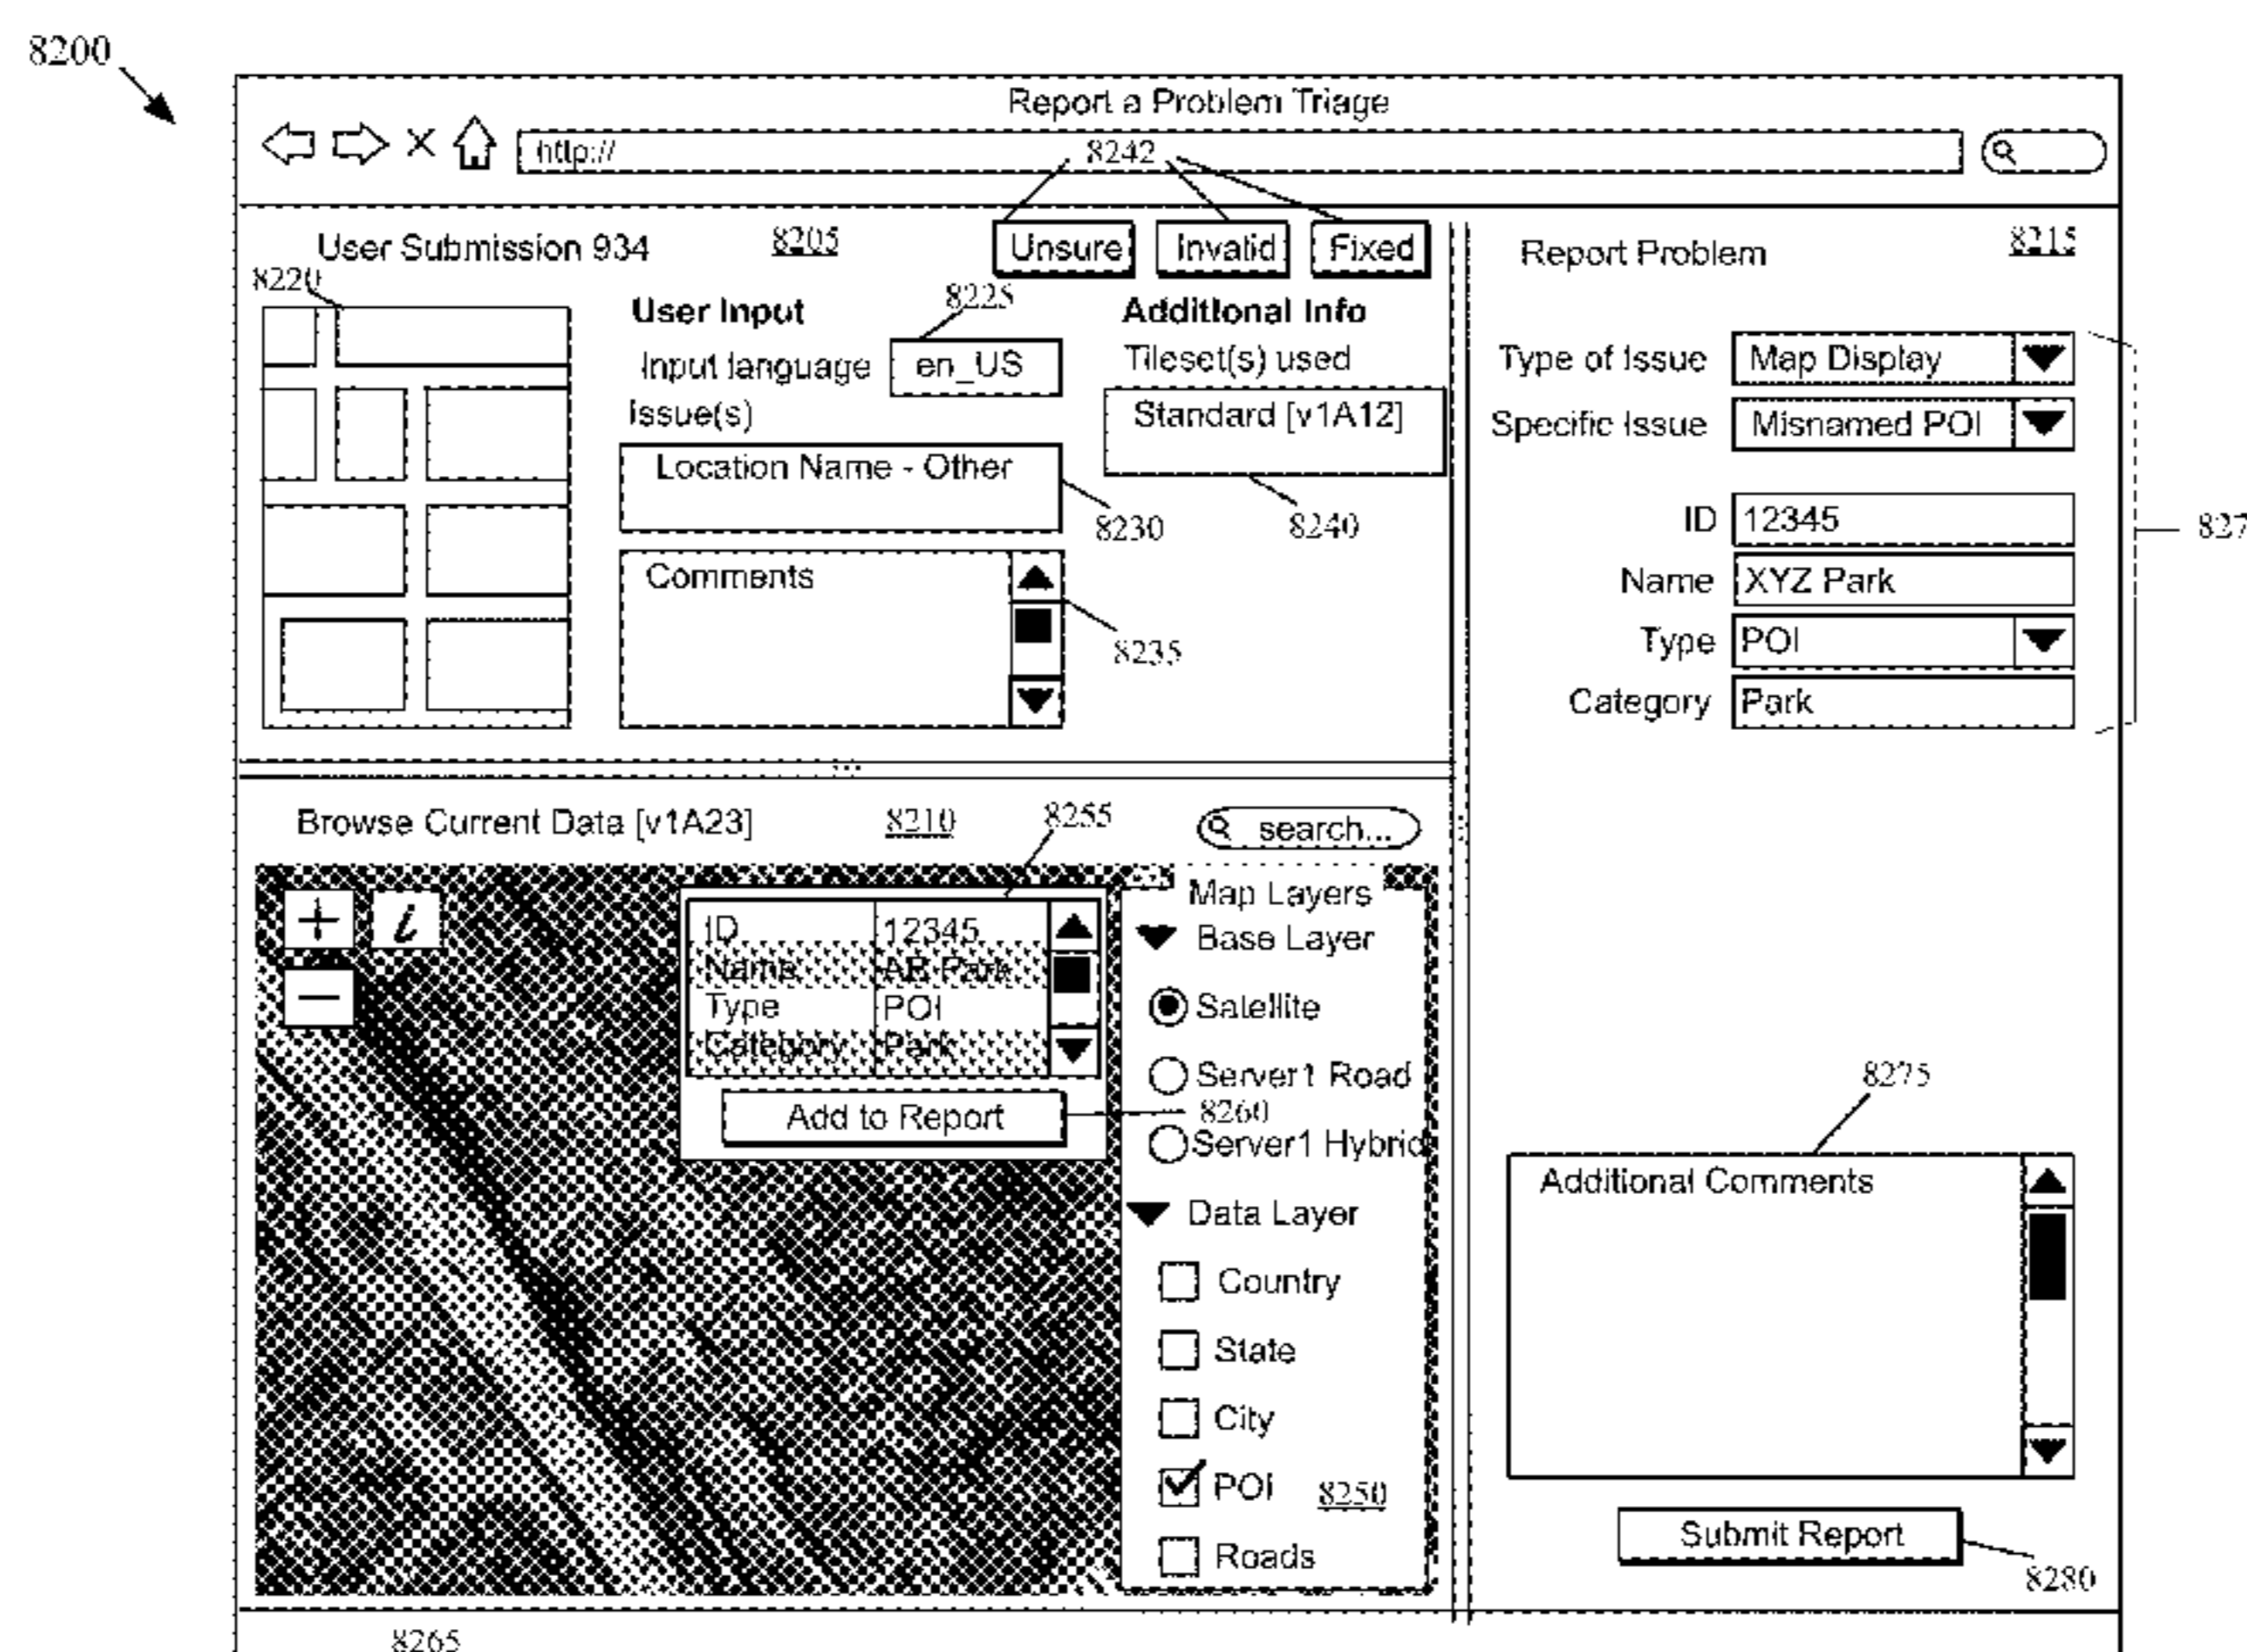 8200
Report a Problem Triage
http://
8242
User Submission 934
8205
Unsure
Invalid
Fixed
8220
User Input
8225
Additional Info
Input language
en_US
Tileset(s) used
Issue(s)
Standard [v1A12]
Location Name - Other
8230
8240
Comments
8235
Report Problem
8215
Type of Issue
Map Display
Specific Issue
Misnamed POI
ID
12345
827
Name
XYZ Park
Type
POI
Category
Park
Browse Current Data [v1A23]
8210
8255
search...
ID
12345
Name
AB Park
Type
POI
Category
Park
Add to Report
8260
Map Layers
Base Layer
Satellite
Server1 Road
Server1 Hybrid
Data Layer
Country
State
City
POI
8250
Roads
8275
Additional Comments
Submit Report
8280
8265